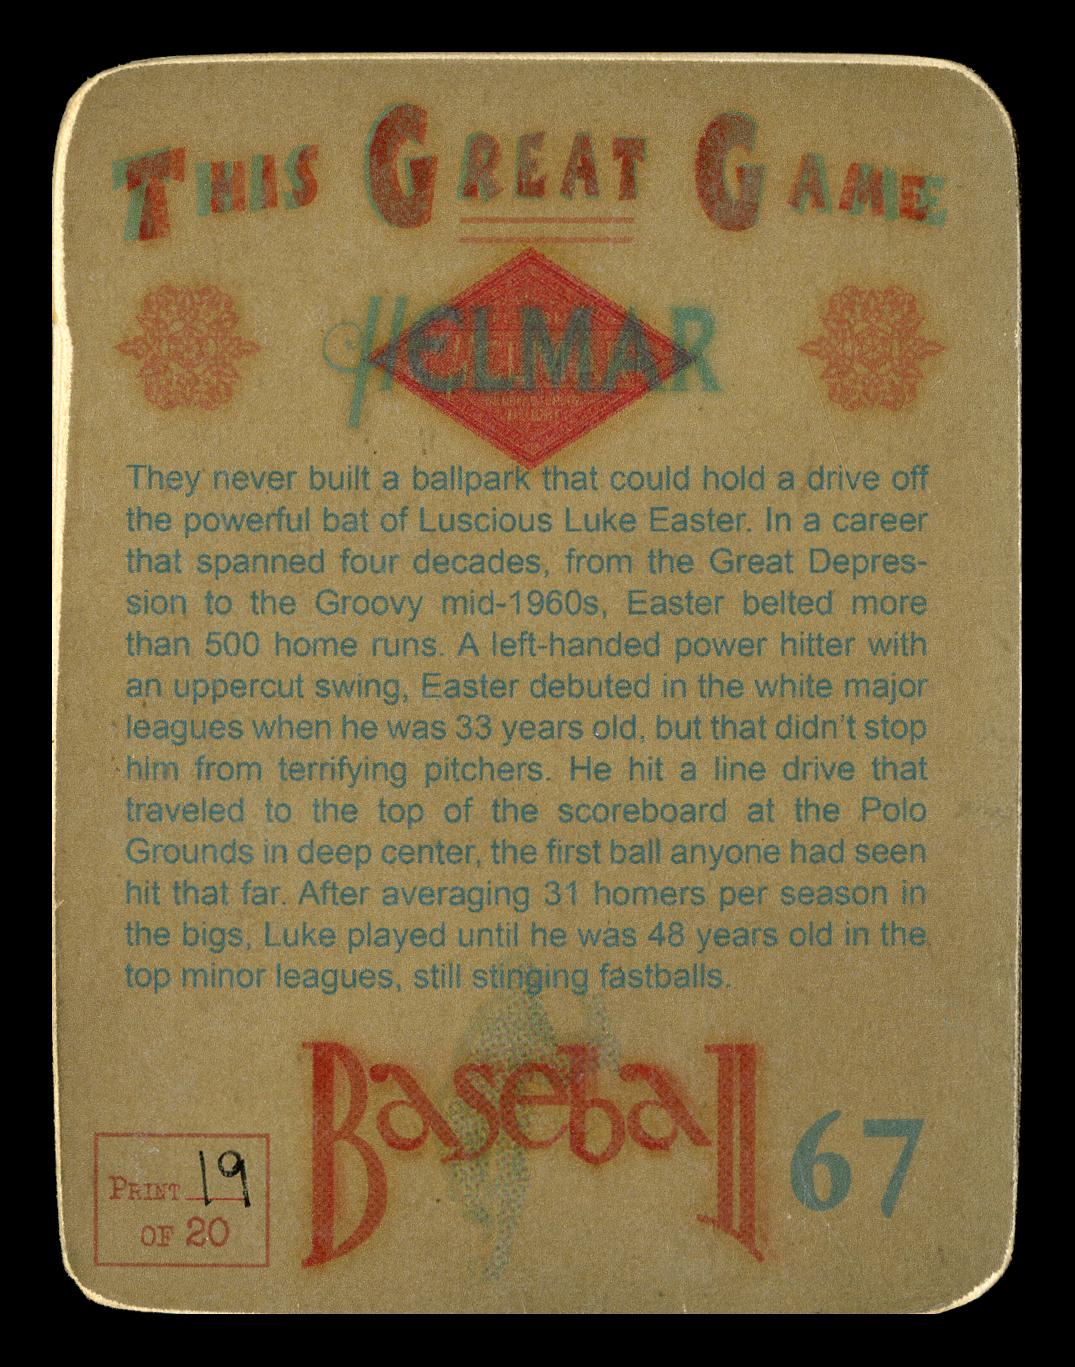 This Great Game
HELMAR
They never built a ballpark that could hold a drive off
the powerful bat of Luscious Luke Easter. In a career
that spanned four decades, from the Great Depres-
sion to the Groovy mid-1960s, Easter belted more
than 500 home runs. A left-handed power hitter with
an uppercut swing, Easter debuted in the white major
leagues when he was 33 years old, but that didn't stop
him from terrifying pitchers. He hit a line drive that
traveled to the top of the scoreboard at the Polo
Grounds in deep center, the first ball anyone had seen
hit that far. After averaging 31 homers per season in
the bigs, Luke played until he was 48 years old in the
top minor leagues, still stinging fastballs.
Baseball
67
Print 19
of 20